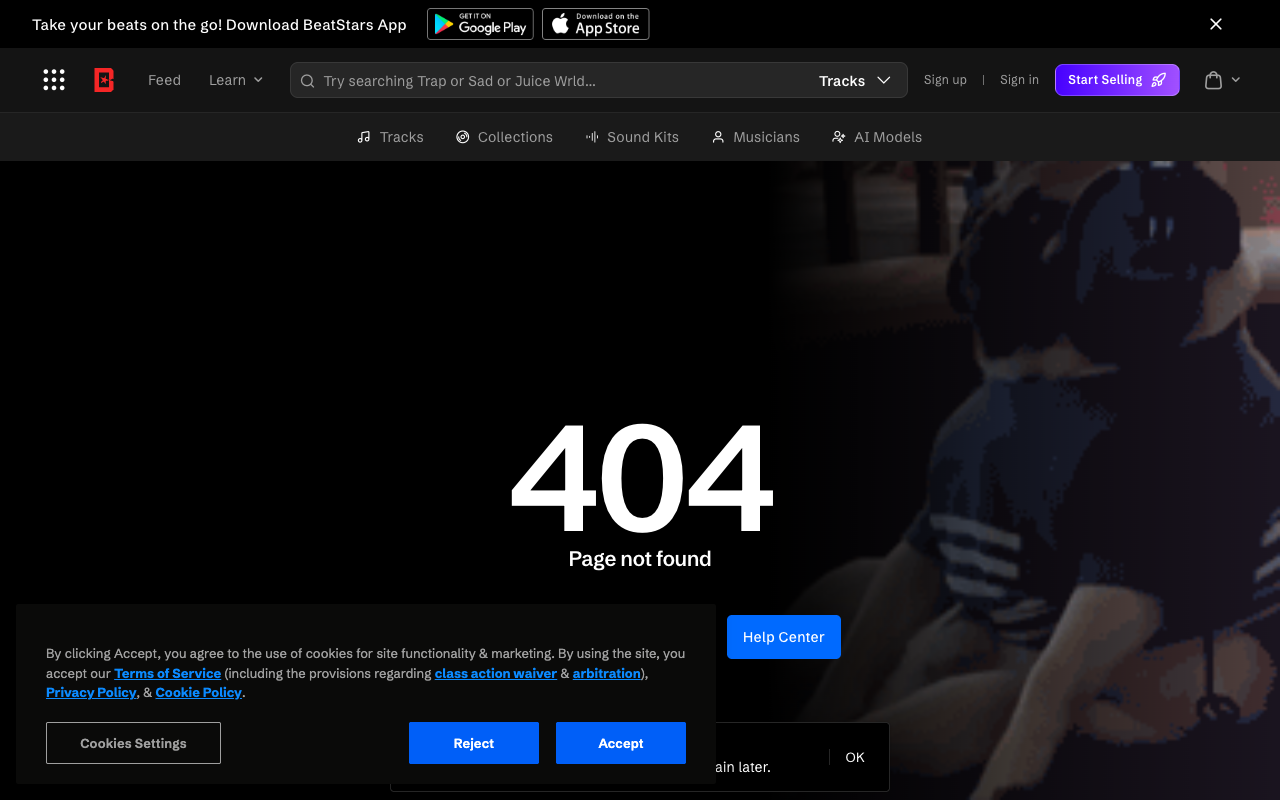 Take your beats on the go! Download BeatStars App
GET IT ON
Google Play
Download on the
App Store
Feed
Learn
Try searching Trap or Sad or Juice Wrld...
Tracks
Sign up
Sign in
Start Selling
Tracks
Collections
Sound Kits
Musicians
AI Models
404
Page not found
Help Center
By clicking Accept, you agree to the use of cookies for site functionality & marketing. By using the site, you
accept our Terms of Service (including the provisions regarding class action waiver & arbitration),
Privacy Policy, & Cookie Policy.
Cookies Settings
Reject
Accept
ain later.
OK